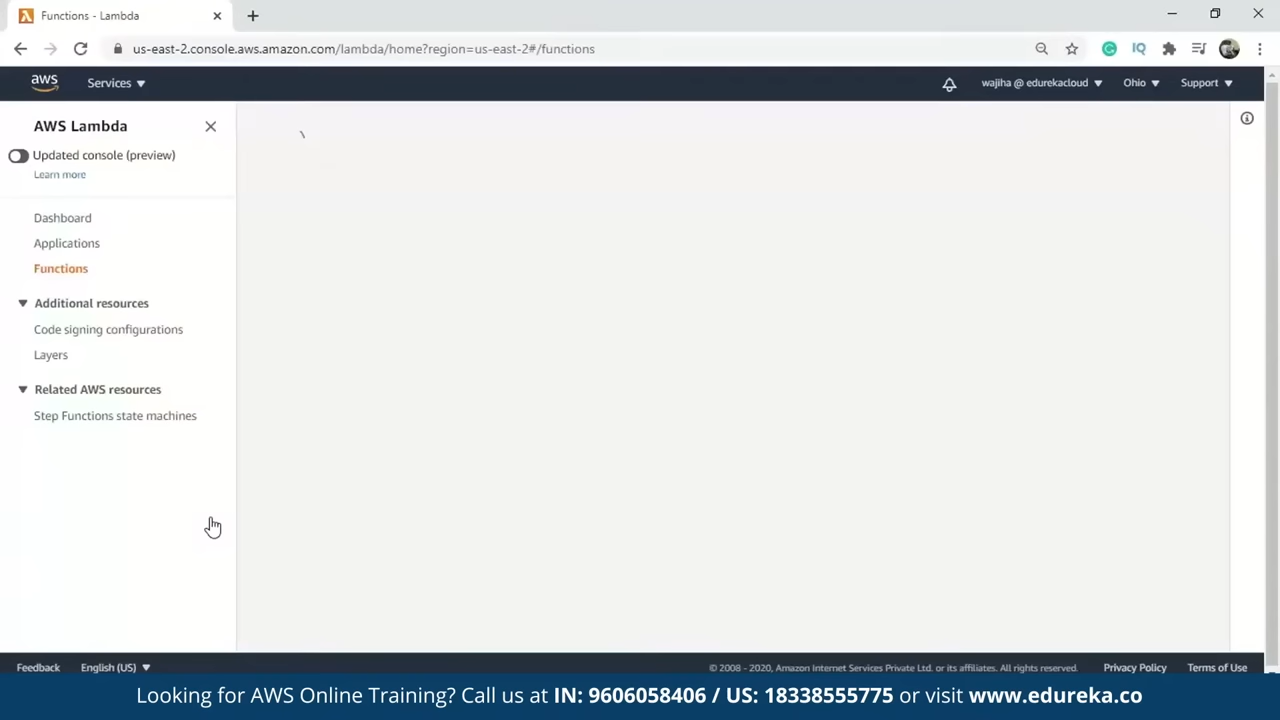 Functions - Lambda
us-east-2.console.aws.amazon.com/lambda/home?region=us-east-2#/functions
aws Services wajiha @ edurekacloud Ohio Support
AWS Lambda
Updated console (preview)
Learn more
Dashboard
Applications
Functions
Additional resources
Code signing configurations
Layers
Related AWS resources
Step Functions state machines
Feedback English (US) © 2008 - 2020, Amazon Internet Services Private Ltd. or its affiliates. All rights reserved. Privacy Policy Terms of Use
Looking for AWS Online Training? Call us at IN: 9606058406 / US: 18338555775 or visit www.edureka.co